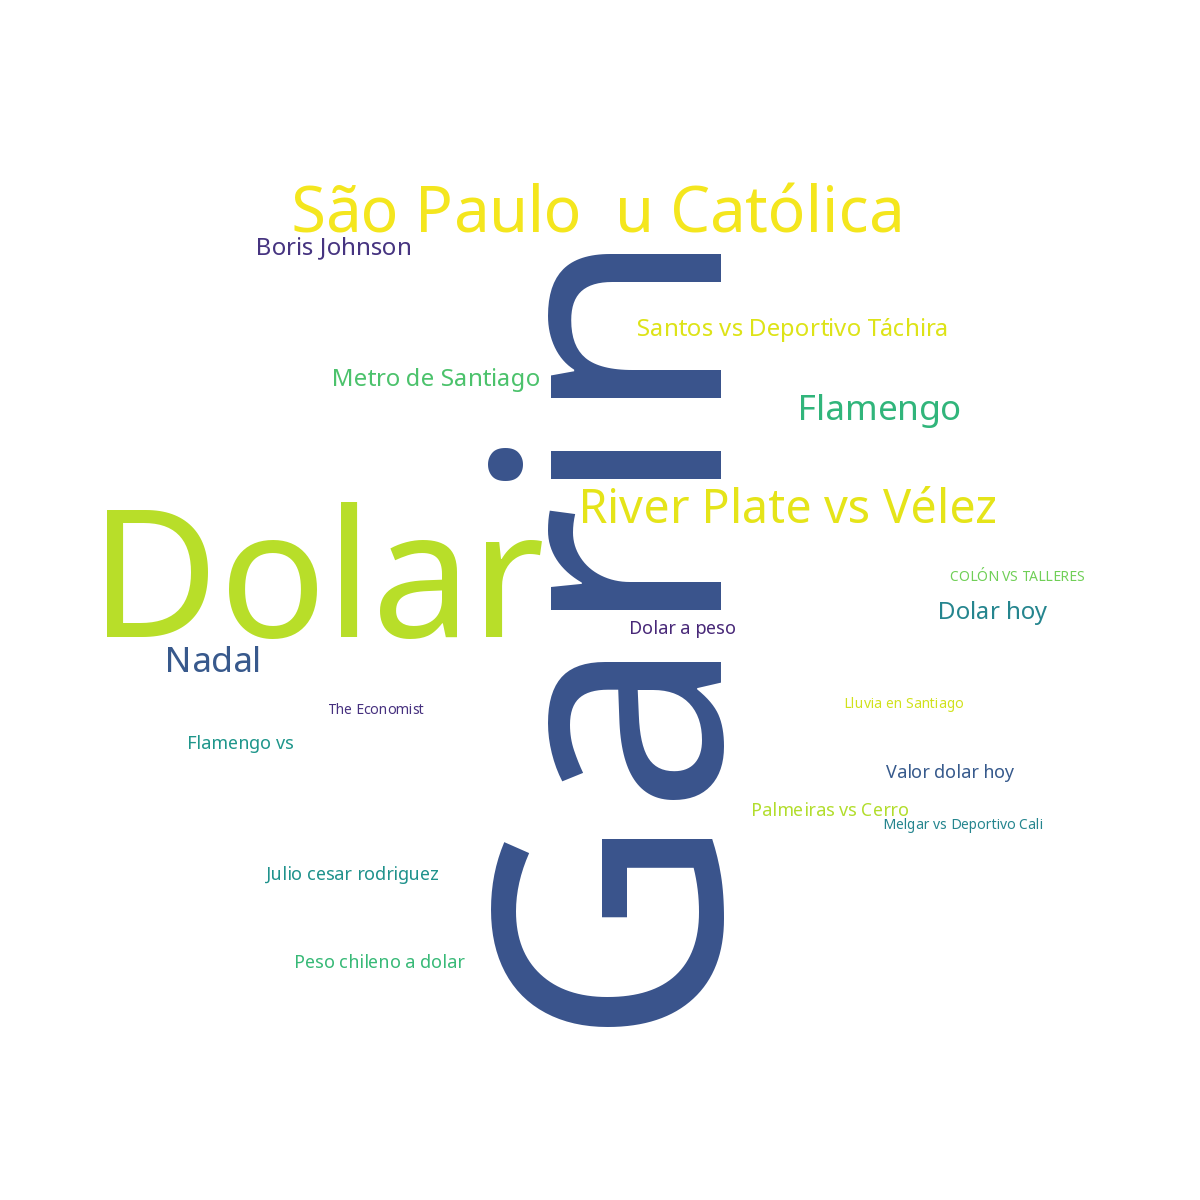 São Paulo  u Católica
Boris Johnson
Santos vs Deportivo Táchira
Metro de Santiago
Flamengo
River Plate vs Vélez
Dolar
Garin
COLÓN VS TALLERES
Dolar hoy
Dolar a peso
Nadal
The Economist
Lluvia en Santiago
Flamengo vs
Valor dolar hoy
Palmeiras vs Cerro
Melgar vs Deportivo Cali
Julio cesar rodriguez
Peso chileno a dolar